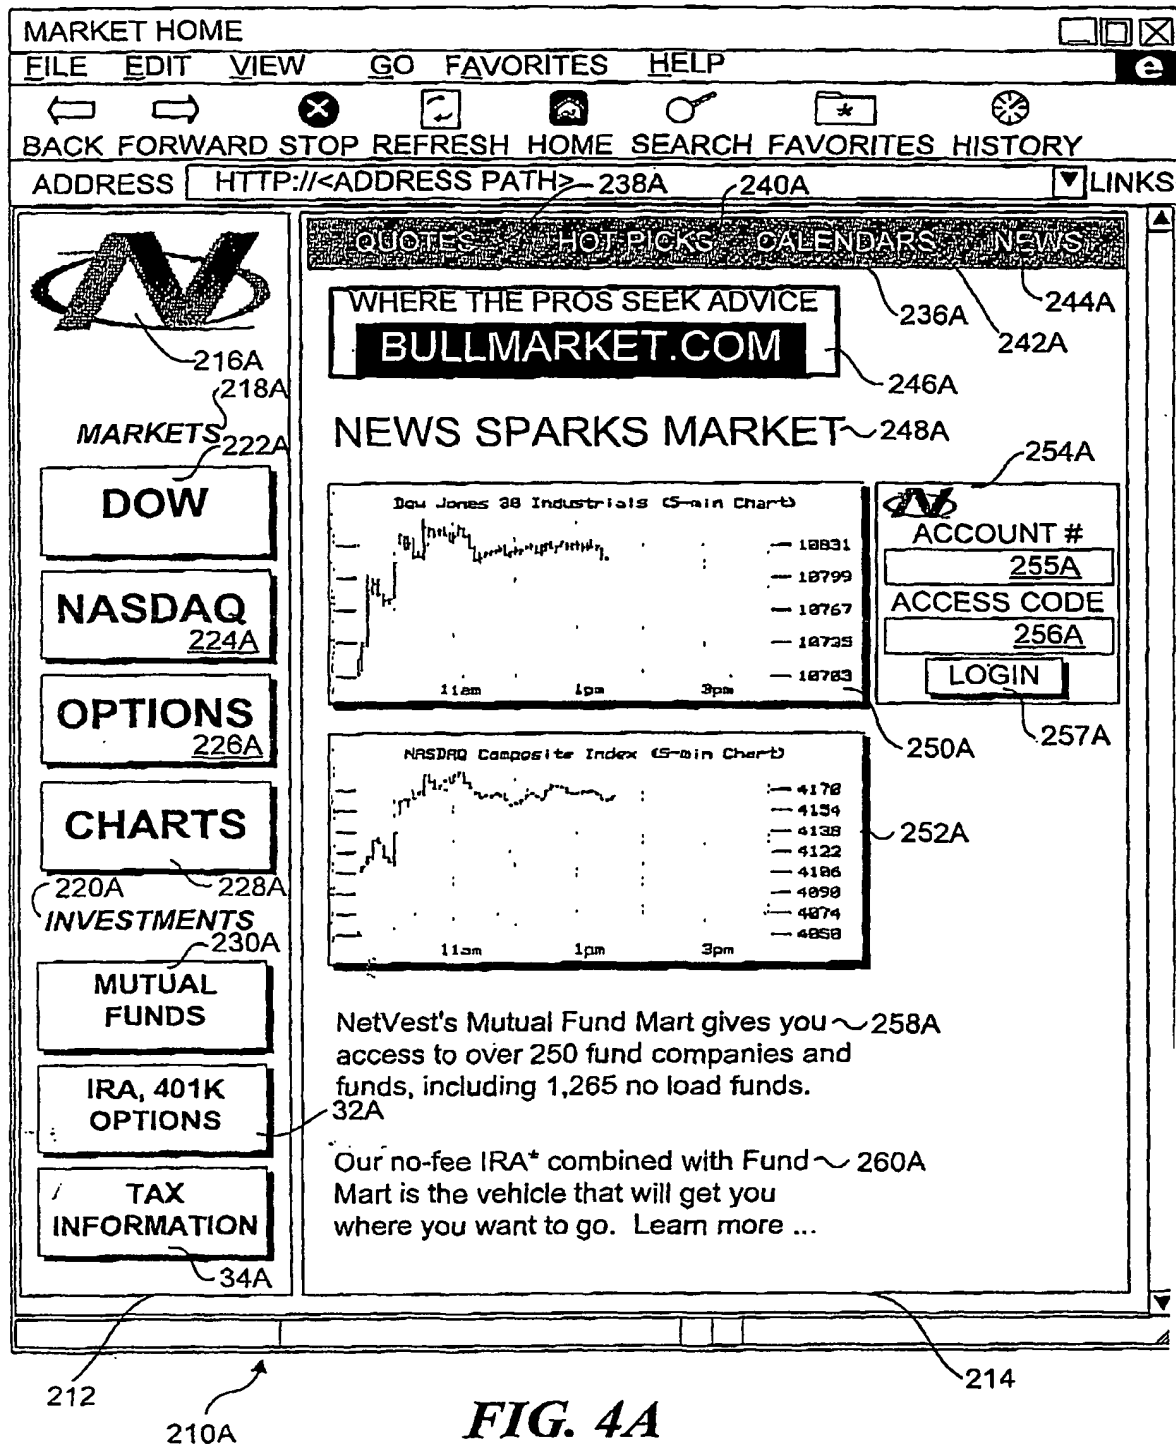 MARKET HOME
FILE EDIT VIEW GO FAVORITES HELP
e
BACK FORWARD STOP REFRESH HOME SEARCH FAVORITES HISTORY
ADDRESS HTTP://<ADDRESS PATH> 238A 240A LINKS
QUOTES HOT PICKS CALENDARS NEWS
236A 242A 244A
216A
WHERE THE PROS SEEK ADVICE
BULLMARKET.COM
246A
218A
MARKETS
222A
NEWS SPARKS MARKET 248A
DOW
NASDAQ
224A
OPTIONS
226A
CHARTS
228A
220A
INVESTMENTS
230A
MUTUAL
FUNDS
IRA, 401K
OPTIONS
32A
TAX
INFORMATION
34A
Dow Jones 30 Industrials (5-min Chart)
10831
10799
10767
10735
10703
11am 1pm 3pm
250A
254A
ACCOUNT #
255A
ACCESS CODE
256A
LOGIN
257A
NASDAQ Composite Index (5-min Chart)
4170
4154
4138
4122
4106
4090
4074
4058
11am 1pm 3pm
252A
NetVest's Mutual Fund Mart gives you 258A
access to over 250 fund companies and
funds, including 1,265 no load funds.
Our no-fee IRA* combined with Fund 260A
Mart is the vehicle that will get you
where you want to go. Learn more ...
212
210A
214
FIG. 4A